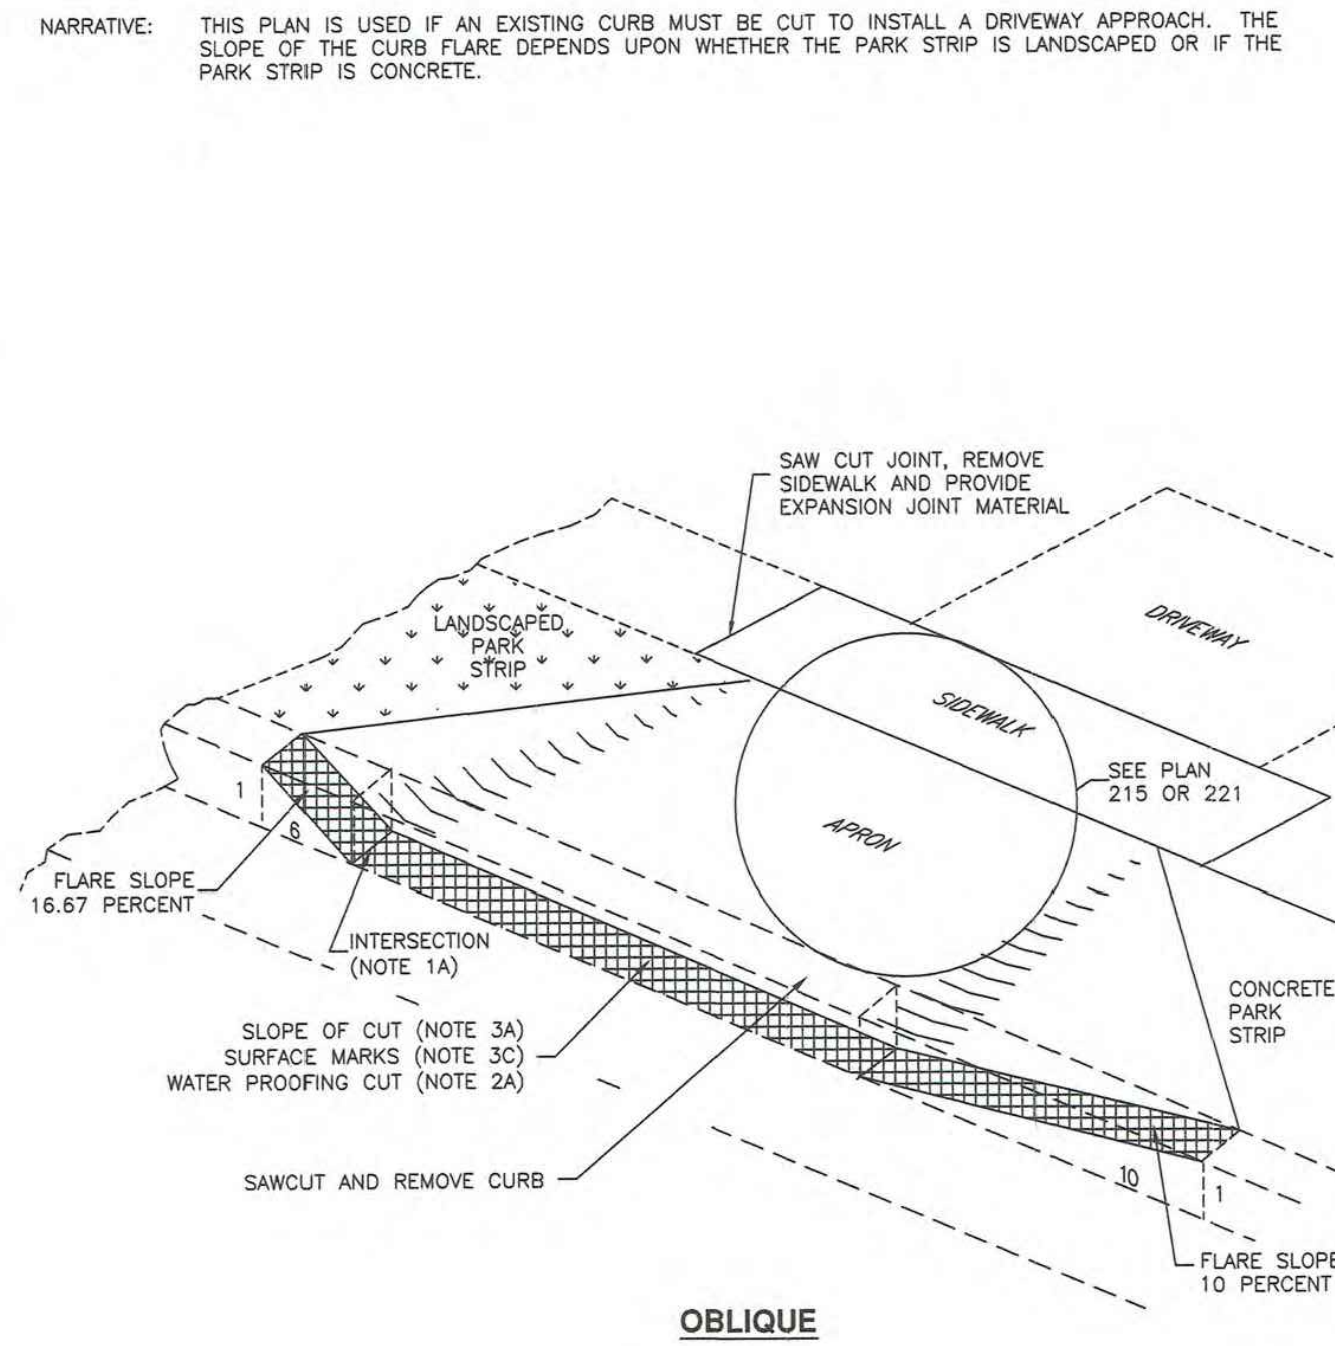 NARRATIVE: THIS PLAN IS USED IF AN EXISTING CURB MUST BE CUT TO INSTALL A DRIVEWAY APPROACH. THE
SLOPE OF THE CURB FLARE DEPENDS UPON WHETHER THE PARK STRIP IS LANDSCAPED OR IF THE
PARK STRIP IS CONCRETE.
SAW CUT JOINT, REMOVE
SIDEWALK AND PROVIDE
EXPANSION JOINT MATERIAL
LANDSCAPED
PARK
STRIP
DRIVEWAY
SIDEWALK
SEE PLAN
215 OR 221
APRON
1
6
FLARE SLOPE
16.67 PERCENT
INTERSECTION
(NOTE 1A)
CONCRETE
PARK
STRIP
SLOPE OF CUT (NOTE 3A)
SURFACE MARKS (NOTE 3C)
WATER PROOFING CUT (NOTE 2A)
SAWCUT AND REMOVE CURB
10
1
FLARE SLOPE
10 PERCENT
OBLIQUE